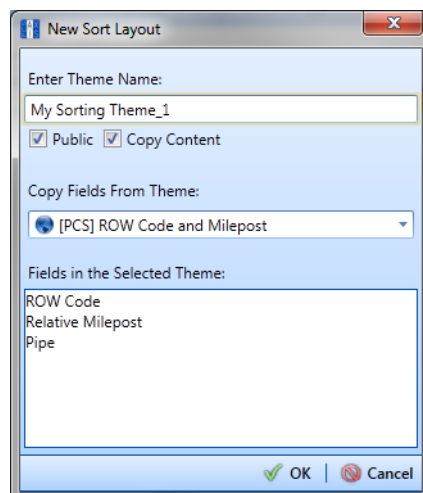 New Sort Layout
Enter Theme Name:
My Sorting Theme_1
Public Copy Content
Copy Fields From Theme:
[PCS] ROW Code and Milepost
Fields in the Selected Theme:
ROW Code
Relative Milepost
Pipe
OK | Cancel